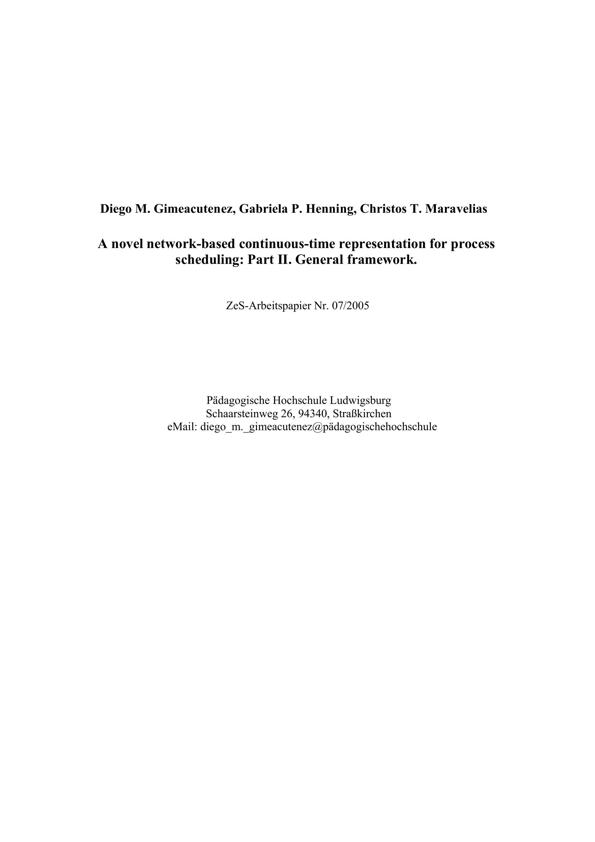 Diego M. Gimeacutenez, Gabriela P. Henning, Christos T. Maravelias
A novel network-based continuous-time representation for process
scheduling: Part II. General framework.
ZeS-Arbeitspapier Nr. 07/2005
Pädagogische Hochschule Ludwigsburg
Schaarsteinweg 26, 94340, Straßkirchen
eMail: diego_m._gimeacutenez@pädagogischehochschule